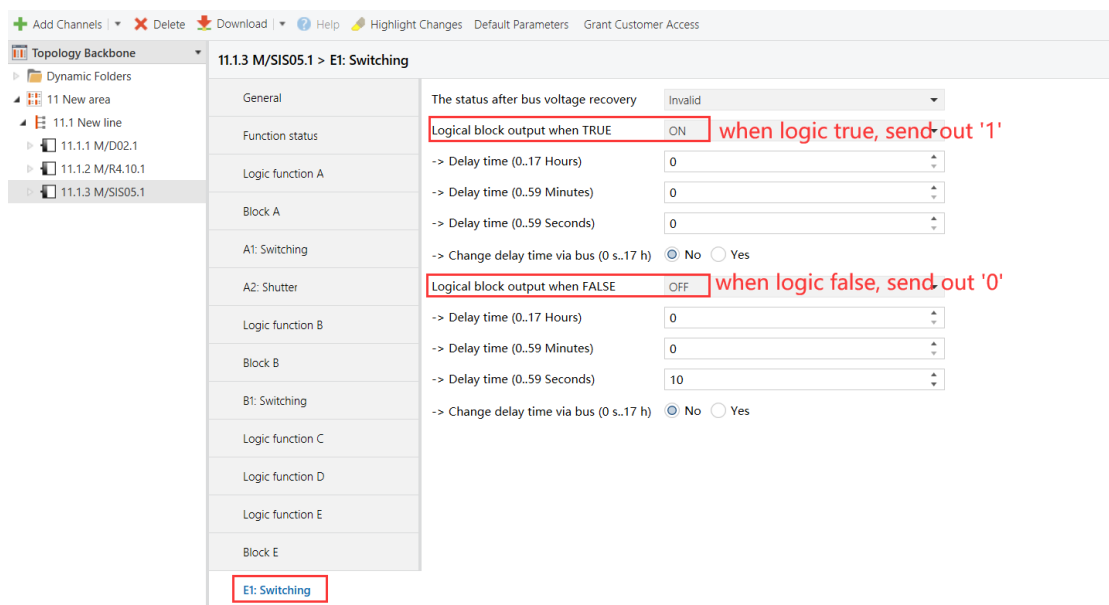 Add Channels Delete Download Help Highlight Changes Default Parameters Grant Customer Access
Topology Backbone
Dynamic Folders
11 New area
11.1 New line
11.1.1 M/D02.1
11.1.2 M/R4.10.1
11.1.3 M/SIS05.1
11.1.3 M/SIS05.1 > E1: Switching
General
Function status
Logic function A
Block A
A1: Switching
A2: Shutter
Logic function B
Block B
B1: Switching
Logic function C
Logic function D
Logic function E
Block E
E1: Switching
The status after bus voltage recovery Invalid
Logical block output when TRUE ON when logic true, send out '1'
-> Delay time (0..17 Hours) 0
-> Delay time (0..59 Minutes) 0
-> Delay time (0..59 Seconds) 0
-> Change delay time via bus (0 s..17 h) No Yes
Logical block output when FALSE OFF when logic false, send out '0'
-> Delay time (0..17 Hours) 0
-> Delay time (0..59 Minutes) 0
-> Delay time (0..59 Seconds) 10
-> Change delay time via bus (0 s..17 h) No Yes